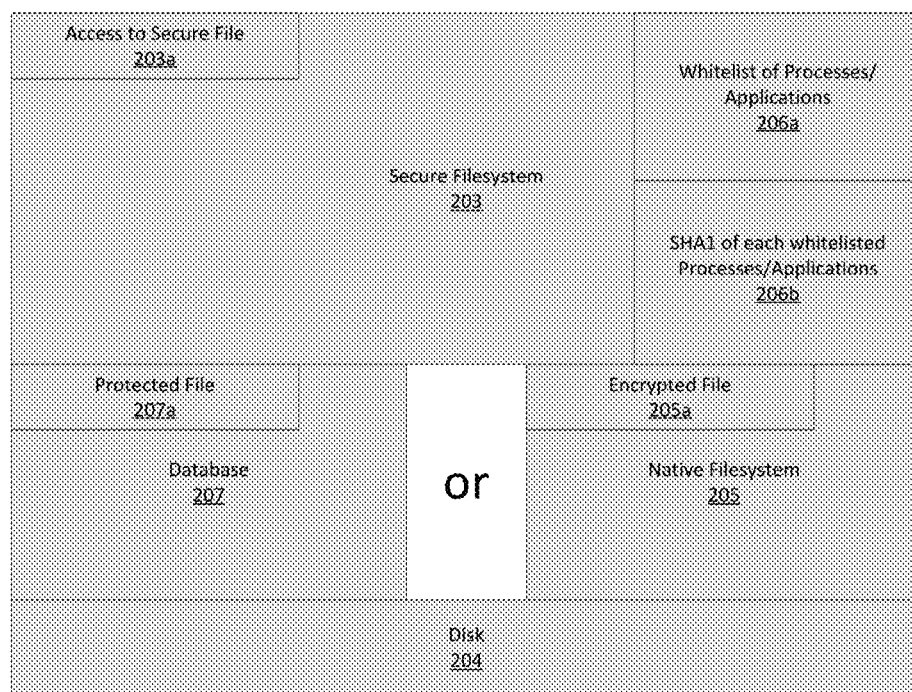 Access to Secure File
203a
Whitelist of Processes/
Applications
206a
Secure Filesystem
203
SHA1 of each whitelisted
Processes/Applications
206b
Protected File
207a
Encrypted File
205a
or
Database
207
Native Filesystem
205
Disk
204